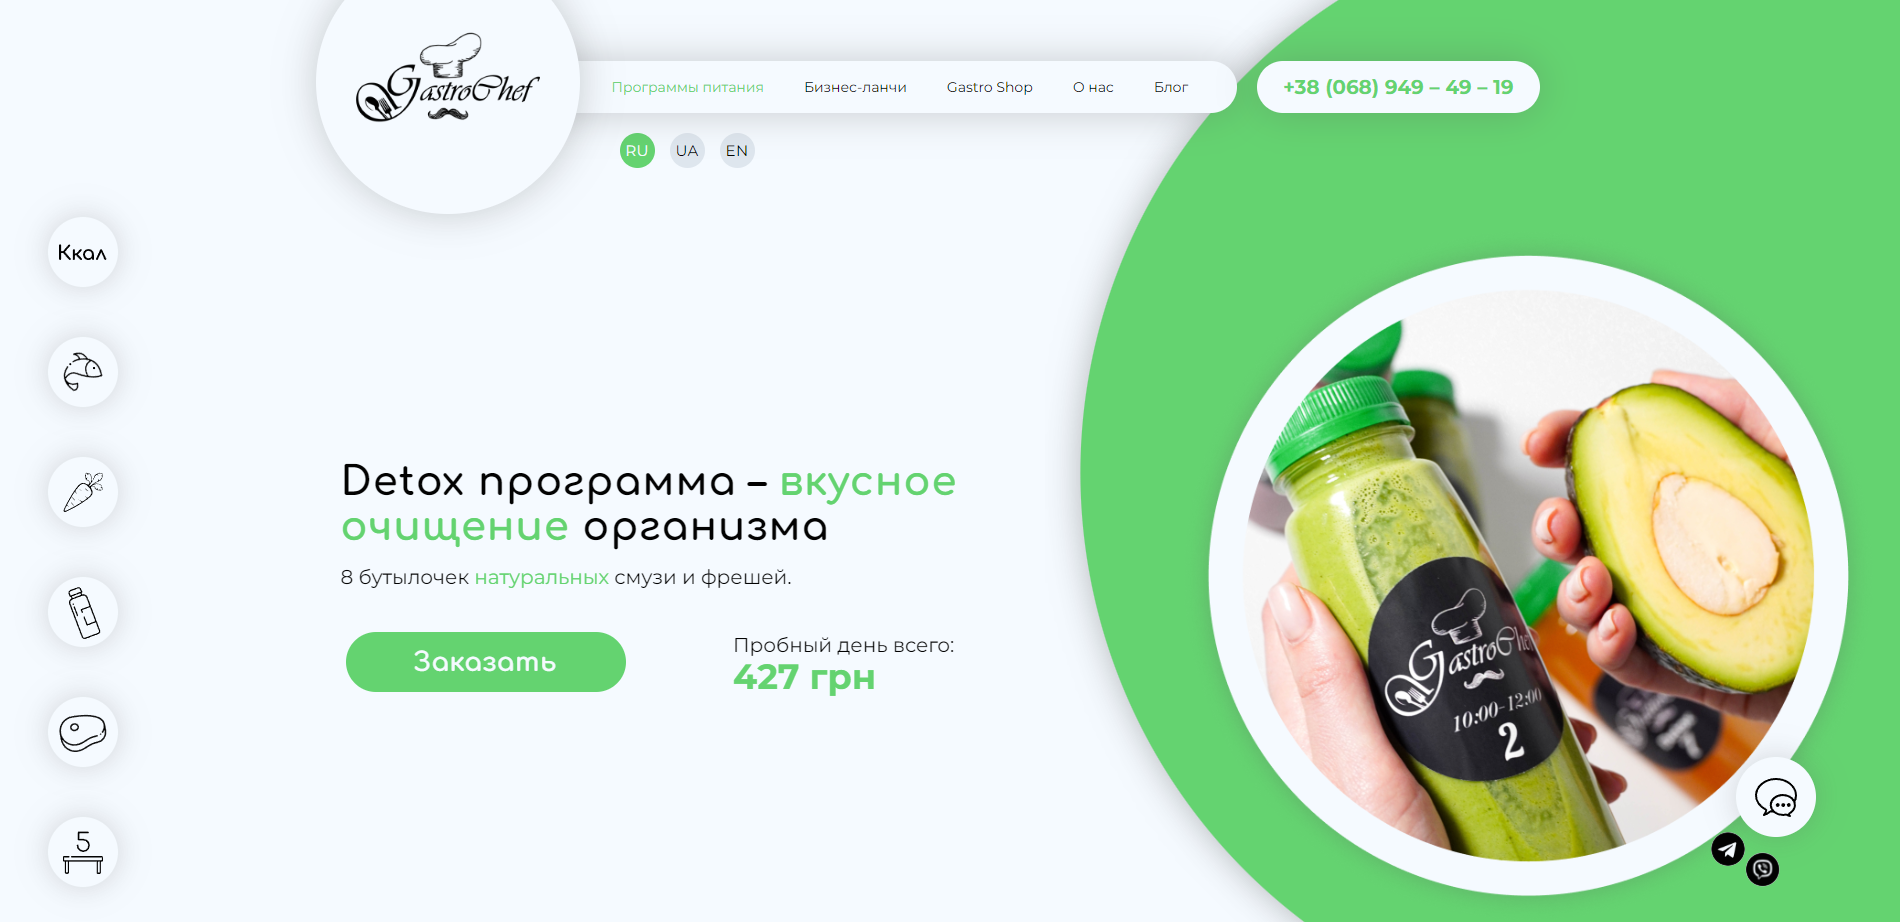 GastroChef
Программы питания
Бизнес-ланчи
Gastro Shop
О нас
Блог
+38 (068) 949 – 49 – 19
RU
UA
EN
Ккал
5
Detox программа – вкусное
очищение организма
8 бутылочек натуральных смузи и фрешей.
Заказать
Пробный день всего:
427 грн
GastroChef
10:00-12:00
2